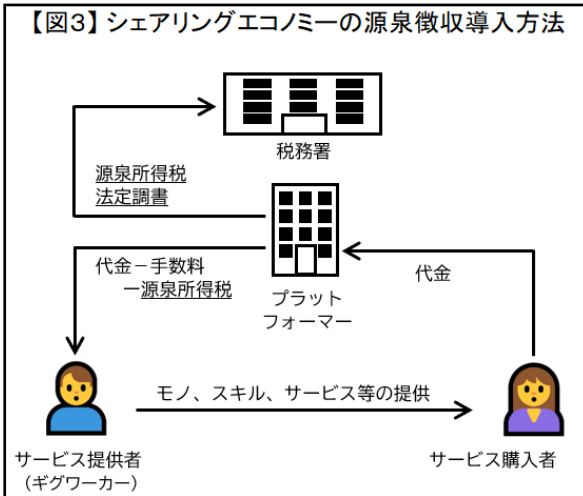 【図3】シェアリングエコノミーの源泉徴収導入方法
税務署
源泉所得税
法定調書
代金－手数料
－源泉所得税
プラット
フォーマー
代金
モノ、スキル、サービス等の提供
サービス提供者
（ギグワーカー）
サービス購入者